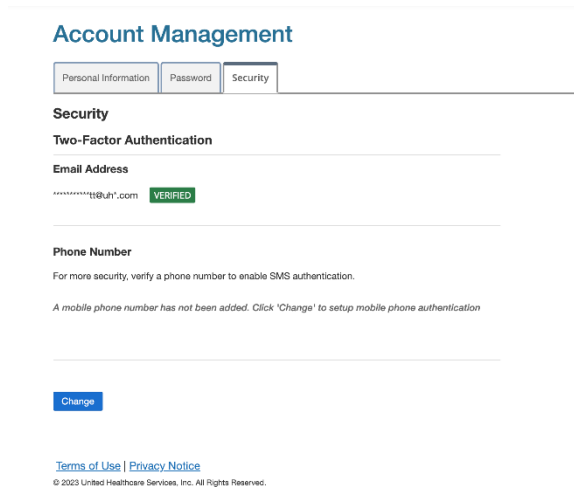 Account Management
Personal Information
Password
Security
Security
Two-Factor Authentication
Email Address
***********tt@uh*.com VERIFIED
Phone Number
For more security, verify a phone number to enable SMS authentication.
A mobile phone number has not been added. Click 'Change' to setup mobile phone authentication
Change
Terms of Use | Privacy Notice
© 2023 United Healthcare Services, Inc. All Rights Reserved.